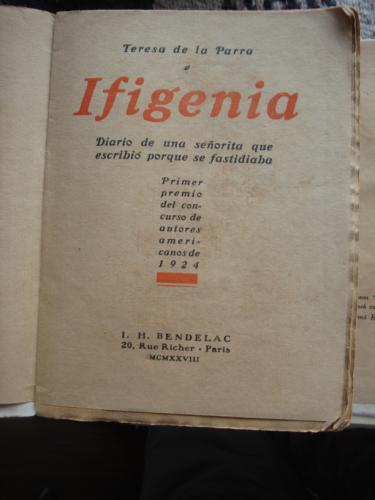 Teresa de la Parra
Ifigenia
Diario de una señorita que
escribió porque se fastidiaba
Primer
premio
del con-
curso de
autores
ameri-
canos de
1924
I. H. BENDELAC
20, Rue Richer - Paris
MCMXXVIII